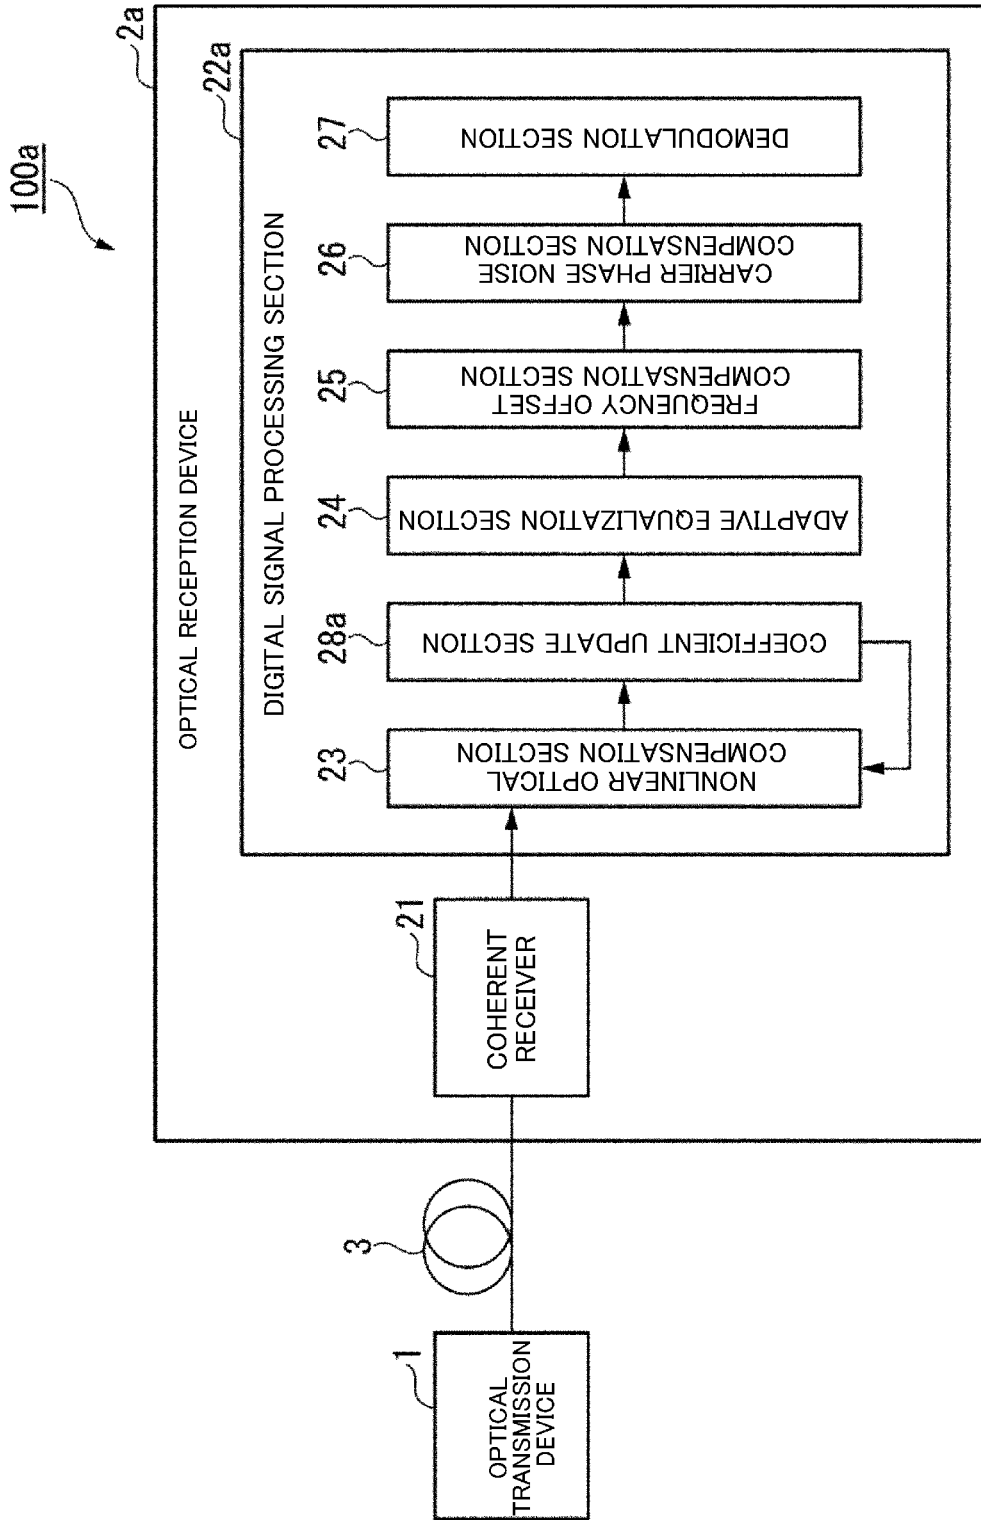 100a
1
OPTICAL
TRANSMISSION
DEVICE
3
2a
OPTICAL RECEPTION DEVICE
21
COHERENT
RECEIVER
22a
DIGITAL SIGNAL PROCESSING SECTION
23
NONLINEAR OPTICAL
COMPENSATION SECTION
28a
COEFFICIENT UPDATE SECTION
24
ADAPTIVE EQUALIZATION SECTION
25
FREQUENCY OFFSET
COMPENSATION SECTION
26
CARRIER PHASE NOISE
COMPENSATION SECTION
27
DEMODULATION SECTION